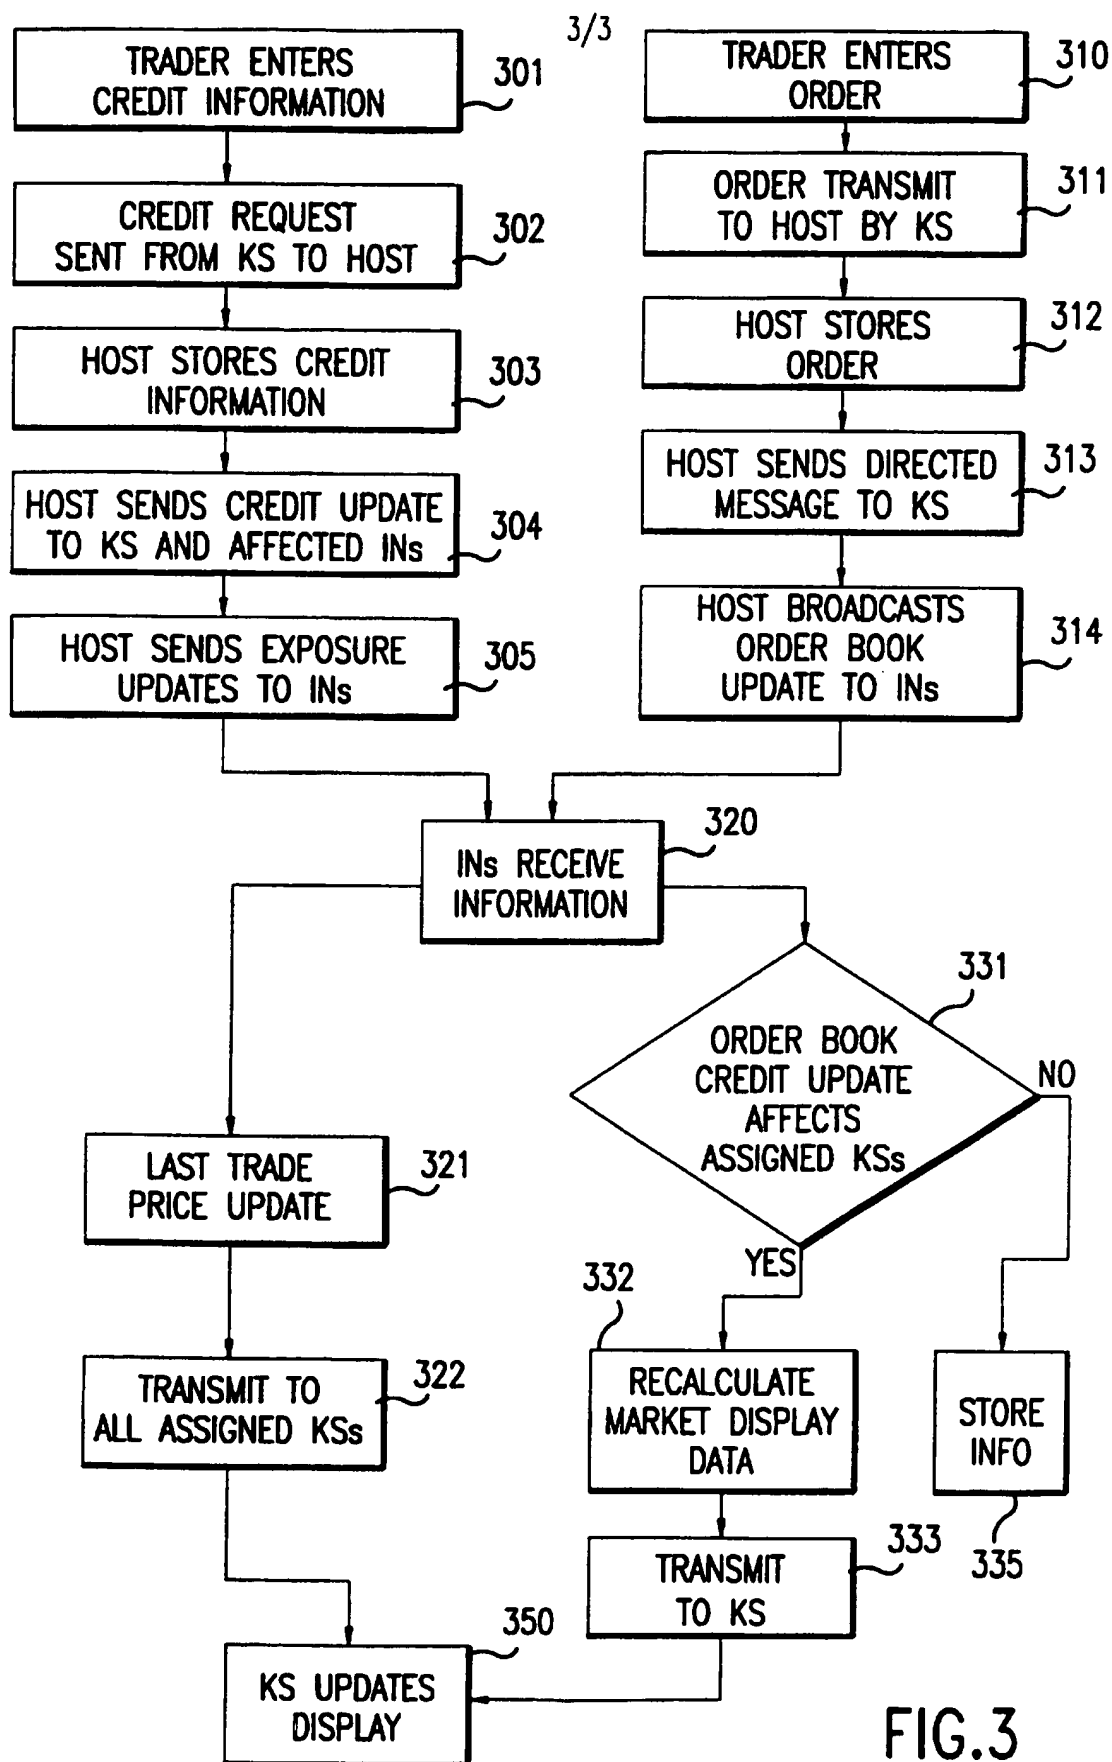 3/3
TRADER ENTERS
CREDIT INFORMATION
301
CREDIT REQUEST
SENT FROM KS TO HOST
302
HOST STORES CREDIT
INFORMATION
303
HOST SENDS CREDIT UPDATE
TO KS AND AFFECTED INs
304
HOST SENDS EXPOSURE
UPDATES TO INs
305
TRADER ENTERS
ORDER
310
ORDER TRANSMIT
TO HOST BY KS
311
HOST STORES
ORDER
312
HOST SENDS DIRECTED
MESSAGE TO KS
313
HOST BROADCASTS
ORDER BOOK
UPDATE TO INs
314
INs RECEIVE
INFORMATION
320
LAST TRADE
PRICE UPDATE
321
TRANSMIT TO
ALL ASSIGNED KSs
322
ORDER BOOK
CREDIT UPDATE
AFFECTS
ASSIGNED KSs
331
NO
YES
332
RECALCULATE
MARKET DISPLAY
DATA
STORE
INFO
335
TRANSMIT
TO KS
333
KS UPDATES
DISPLAY
350
FIG.3